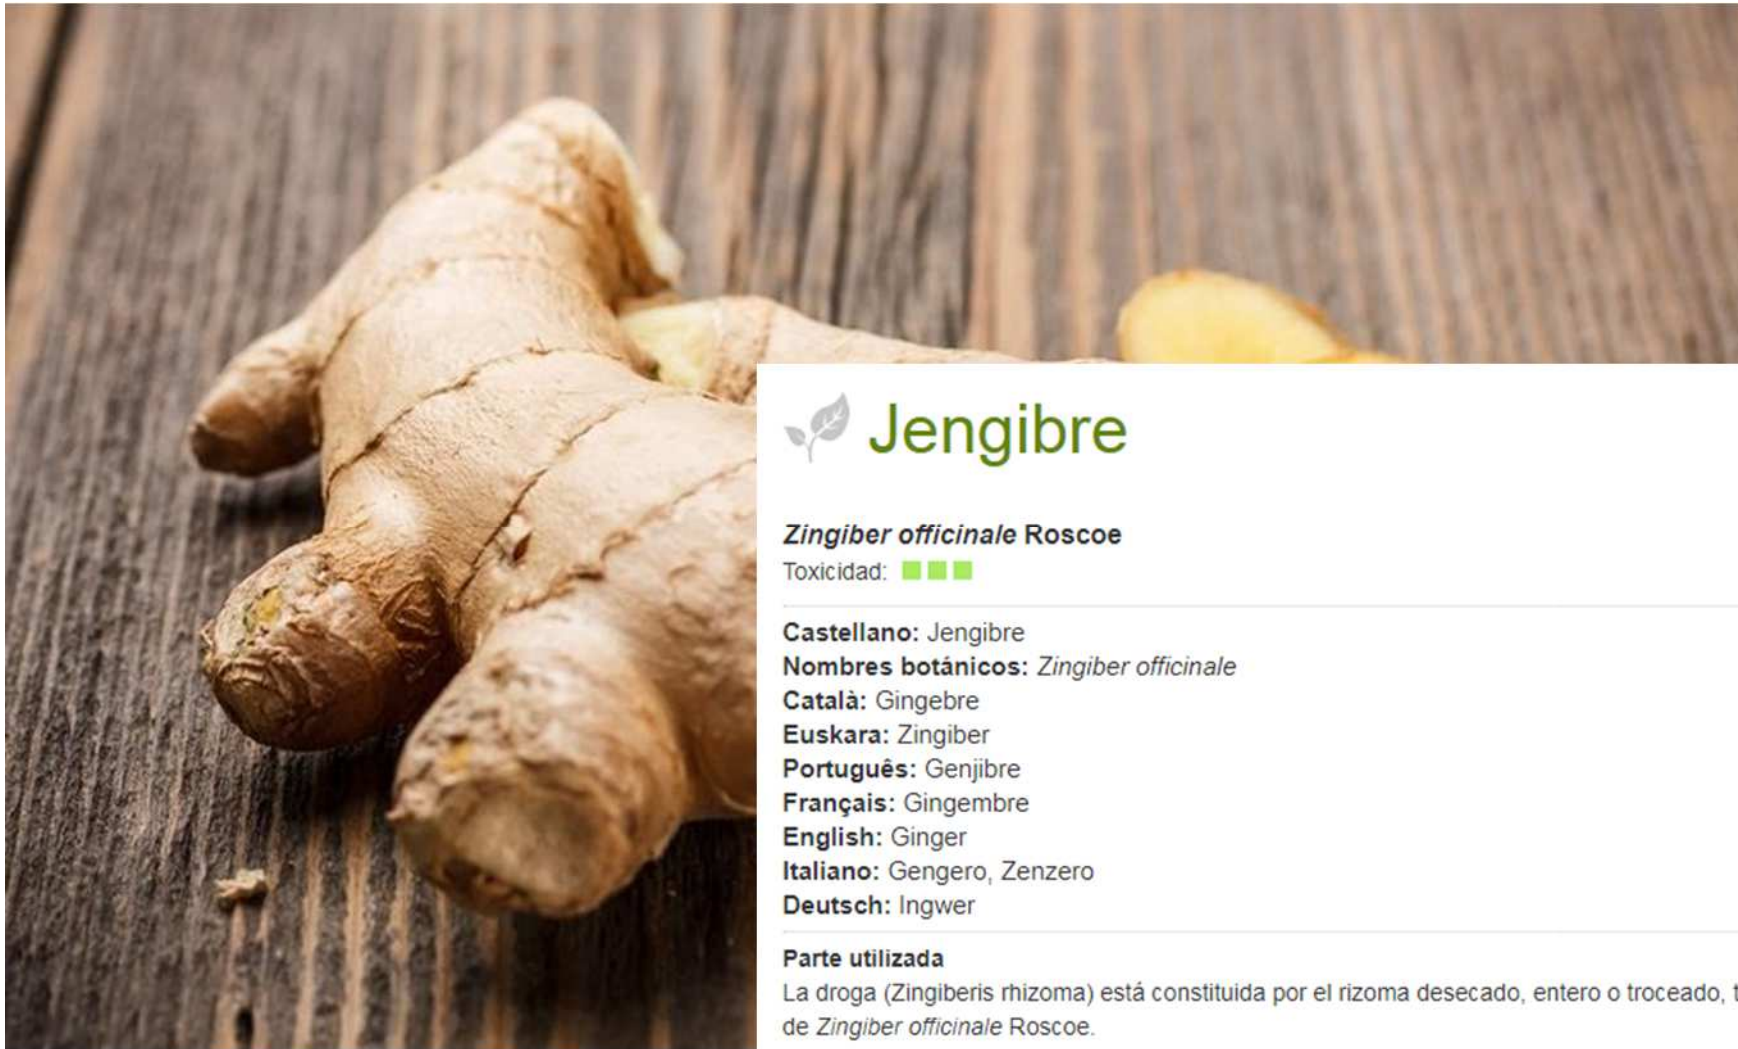 Jengibre
Zingiber officinale Roscoe
Toxicidad:
Castellano: Jengibre
Nombres botánicos: Zingiber officinale
Català: Gingebre
Euskara: Zingiber
Português: Genjibre
Français: Gingembre
English: Ginger
Italiano: Gengero, Zenzero
Deutsch: Ingwer
Parte utilizada
La droga (Zingiberis rhizoma) está constituida por el rizoma desecado, entero o troceado,
de Zingiber officinale Roscoe.